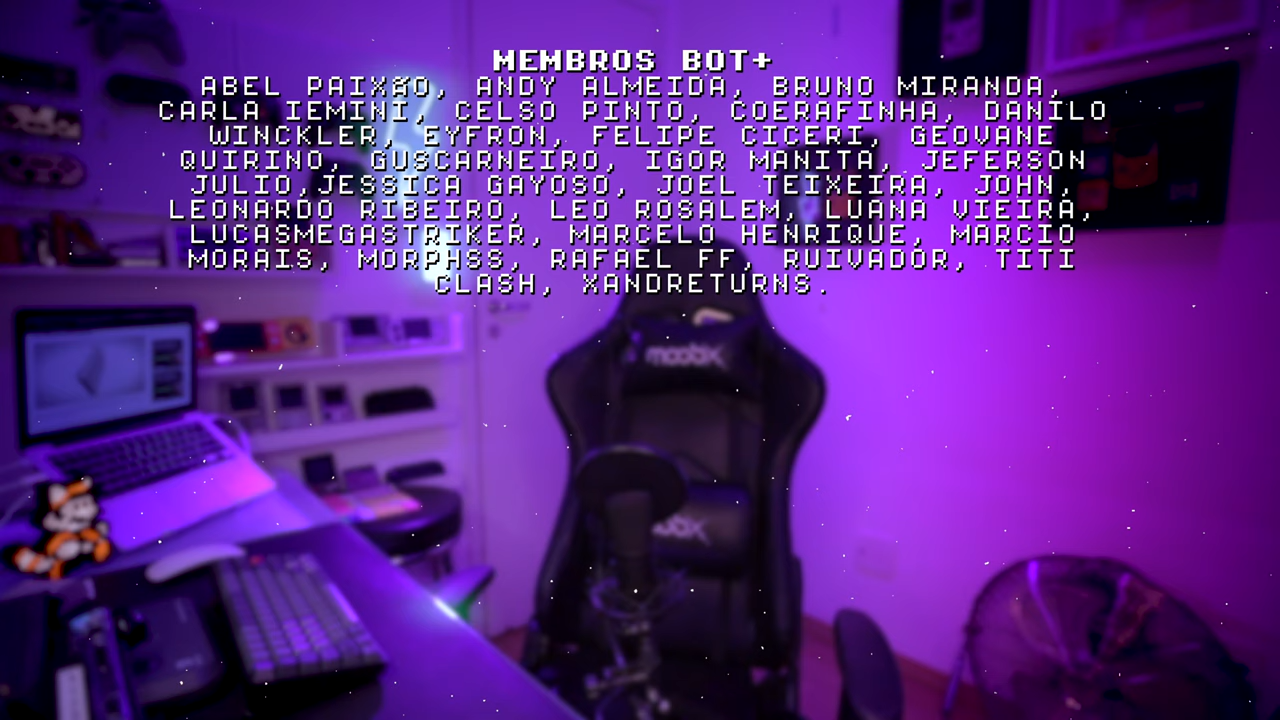 MEMBROS BOT+
ABEL PAIXÃO, ANDY ALMEIDA, BRUNO MIRANDA,
CARLA IEMINI, CELSO PINTO, COERAFINHA, DANILO
WINCKLER, EYFRON, FELIPE CICERI, GEOVANE
QUIRINO, GUSCARNEIRO, IGOR MANITA, JEFERSON
JULIO,JESSICA GAYOSO, JOEL TEIXEIRA, JOHN,
LEONARDO RIBEIRO, LEO ROSALEM, LUANA VIEIRA,
LUCASMEGASTRIKER, MARCELO HENRIQUE, MARCIO
MORAIS, MORPHSS, RAFAEL FF, RUIVADOR, TITI
CLASH, XANDRETURNS.